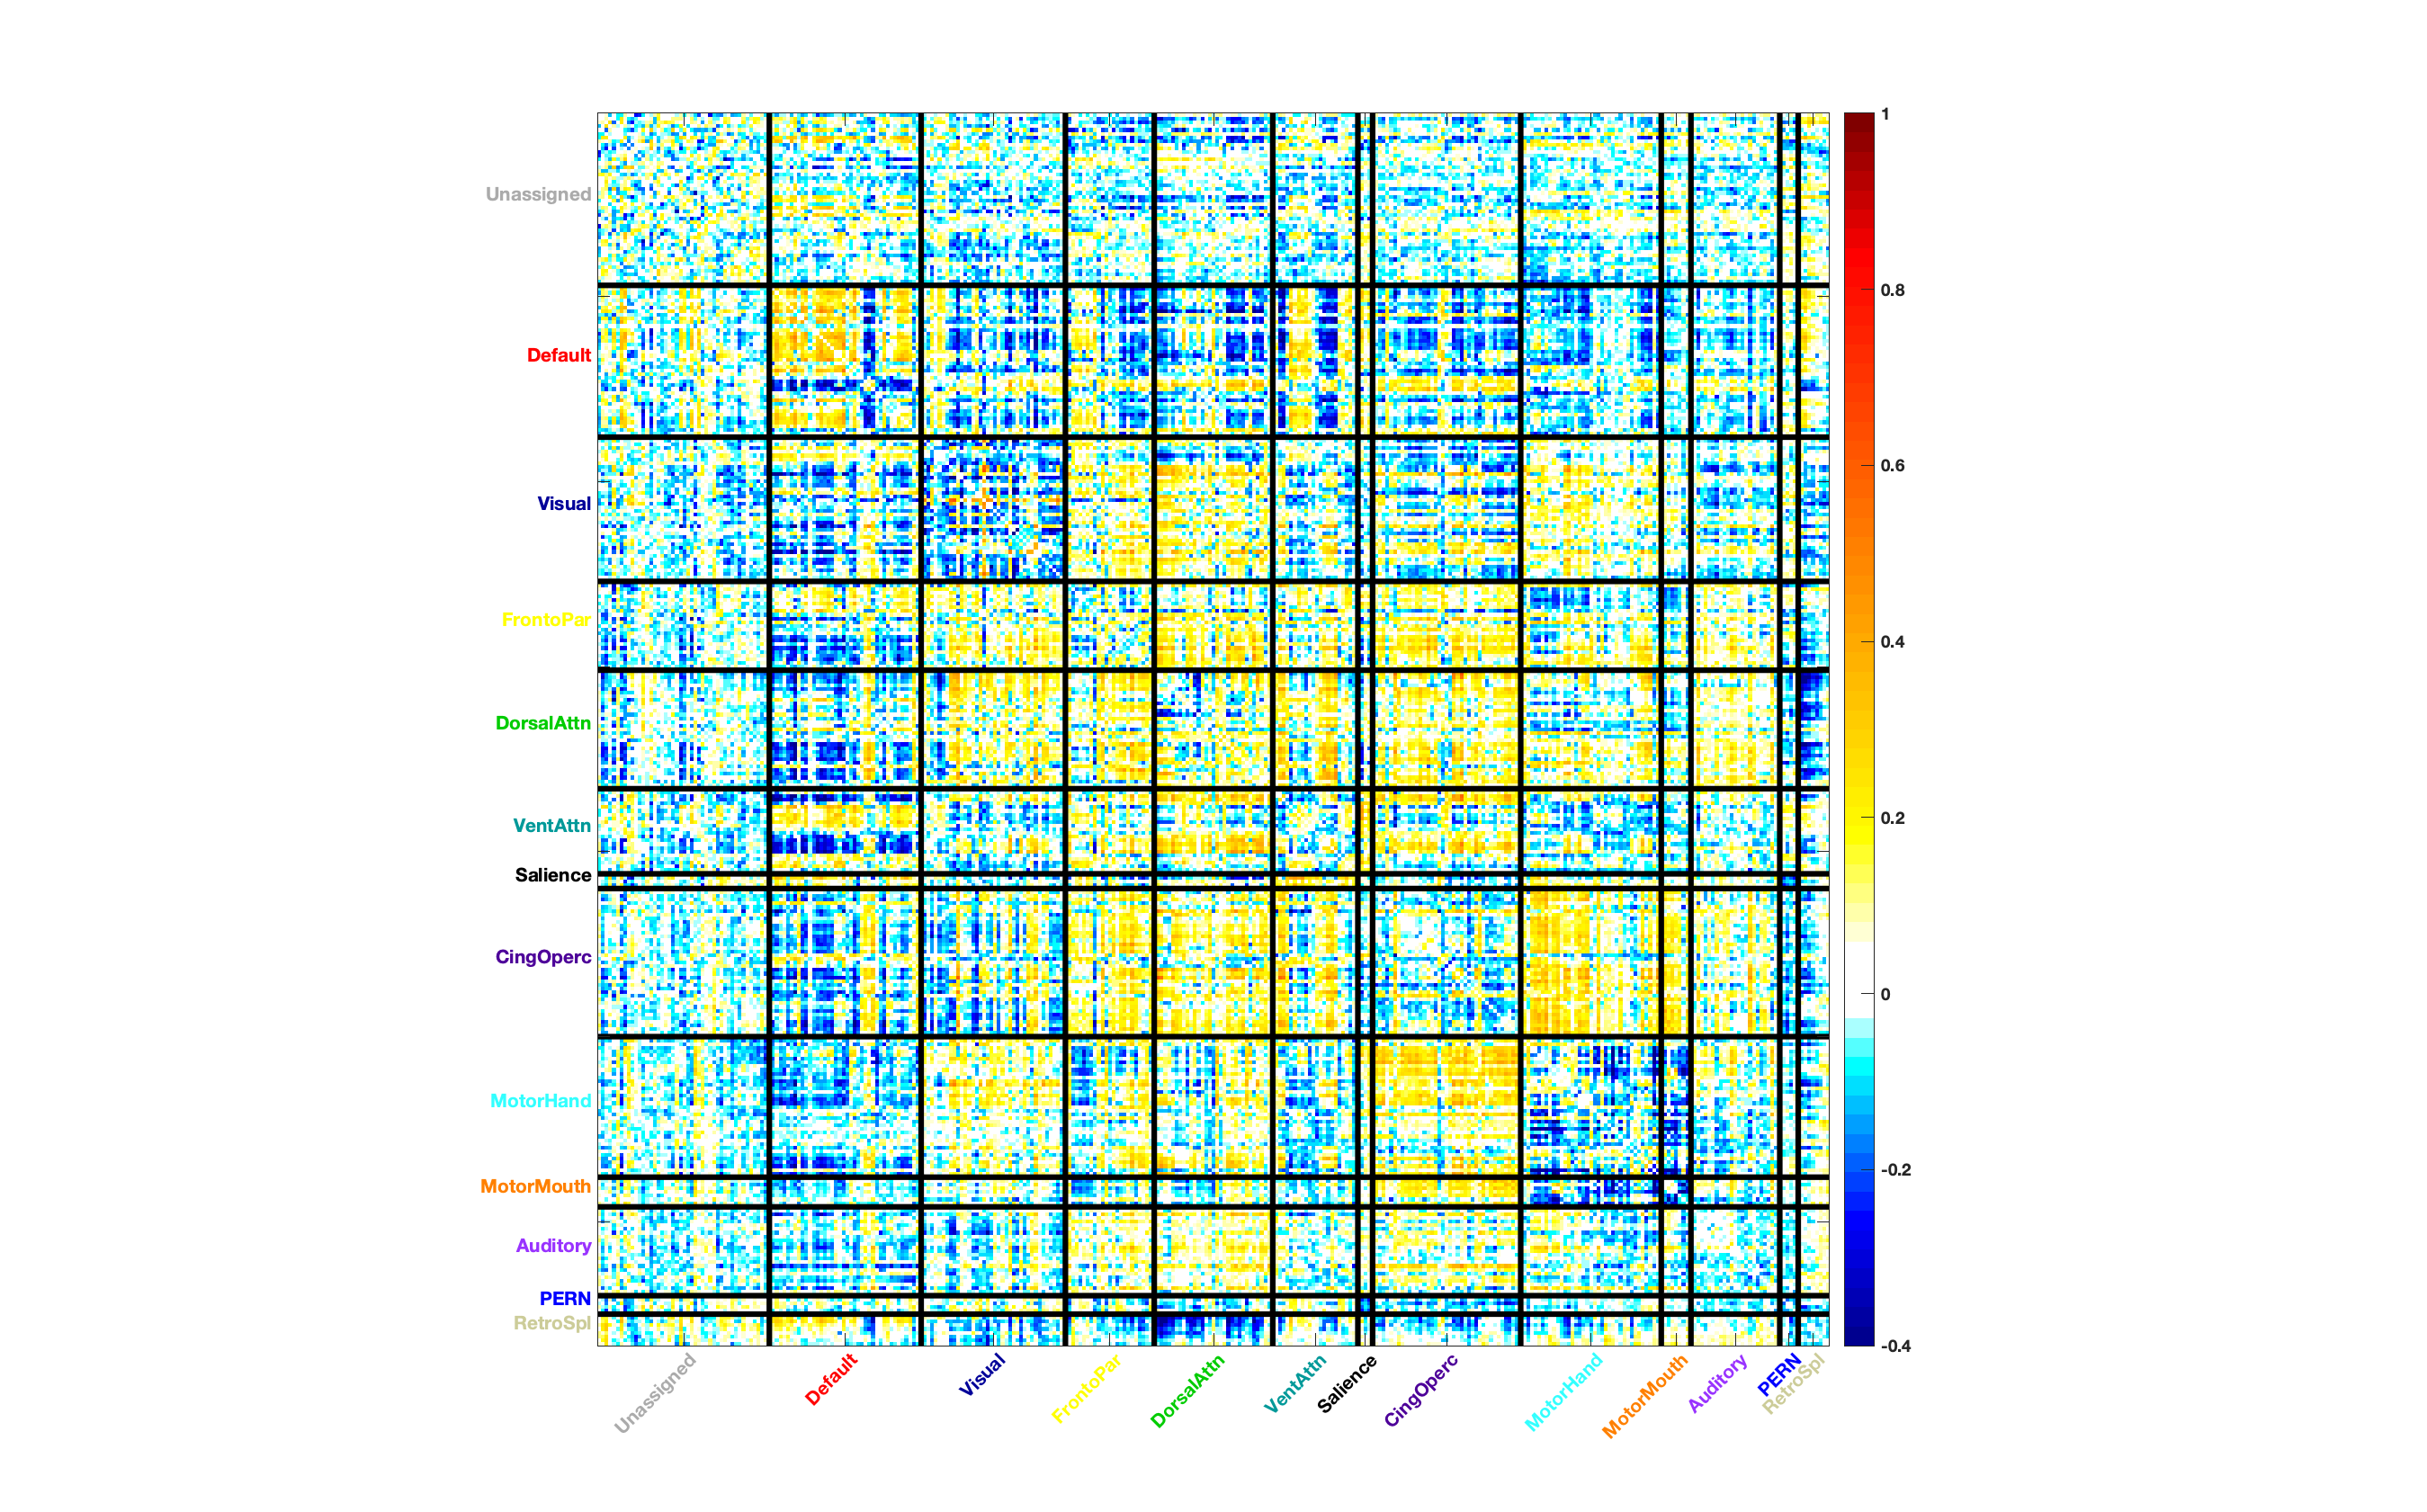 Unassigned
Default
Visual
FrontoPar
DorsalAttn
VentAttn
Salience
CingOperc
MotorHand
MotorMouth
Auditory
PERN
RetroSpl
Unassigned
Default
Visual
FrontoPar
DorsalAttn
VentAttn
Salience
CingOperc
MotorHand
MotorMouth
Auditory
PERN
RetroSpl
1
0.8
0.6
0.4
0.2
0
-0.2
-0.4